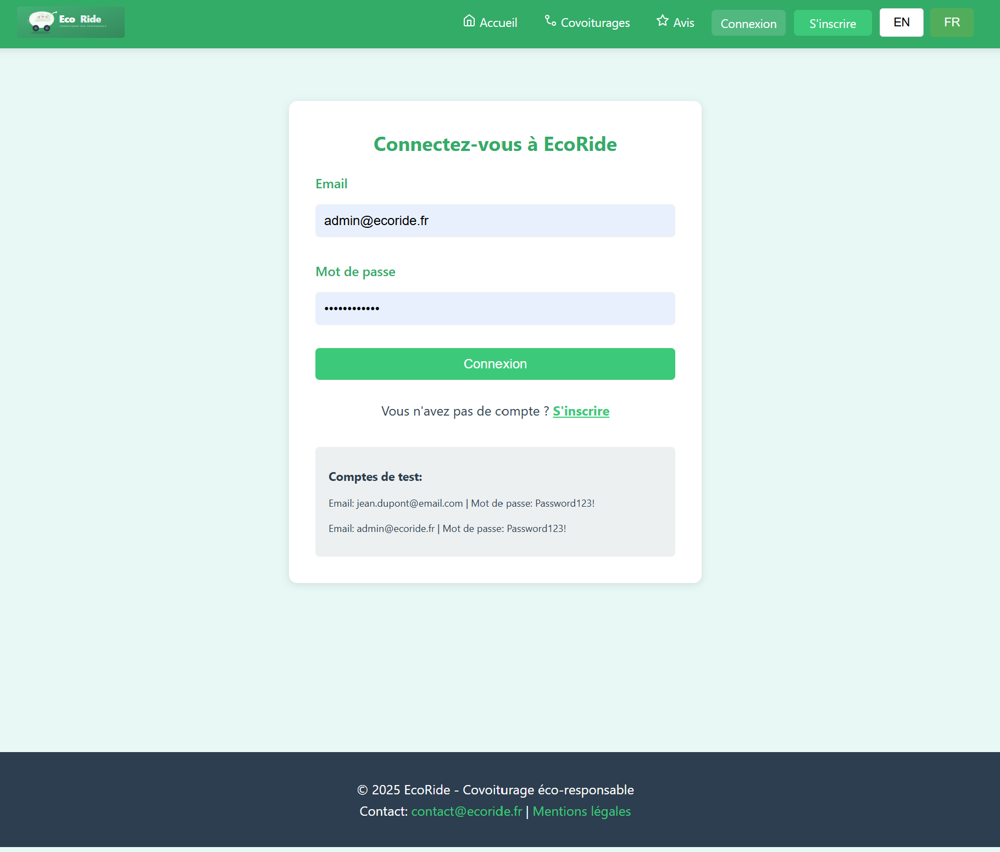 Eco Ride
COVOITURAGE ECO-RESPONSABLE
Accueil
Covoiturages
Avis
Connexion
S'inscrire
EN
FR
Connectez-vous à EcoRide
Email
admin@ecoride.fr
Mot de passe
••••••••••••
Connexion
Vous n'avez pas de compte ? S'inscrire
Comptes de test:
Email: jean.dupont@email.com | Mot de passe: Password123!
Email: admin@ecoride.fr | Mot de passe: Password123!
© 2025 EcoRide - Covoiturage éco-responsable
Contact: contact@ecoride.fr | Mentions légales